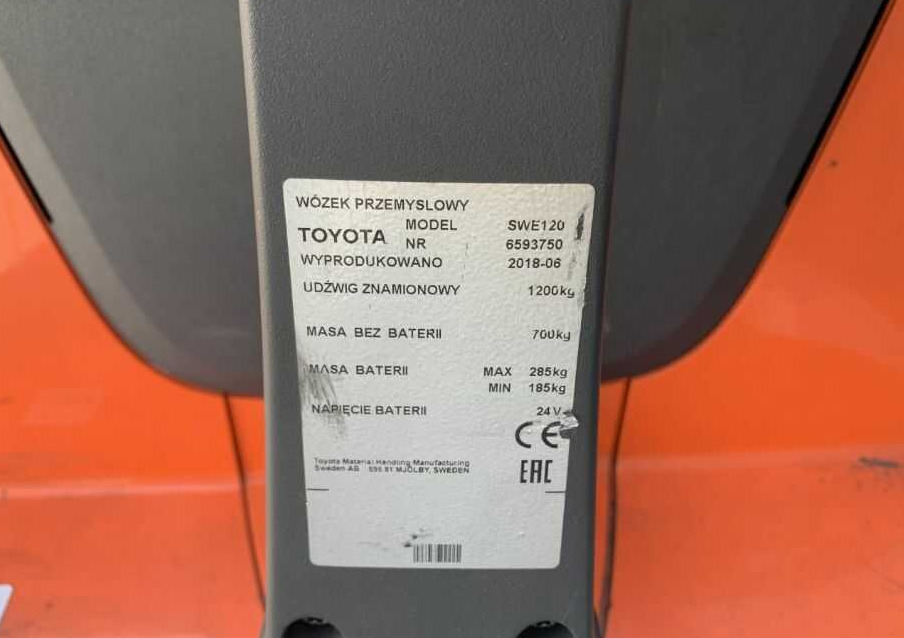 WÓZEK PRZEMYSLOWY
TOYOTA MODEL SWE120
NR 6593750
WYPRODUKOWANO 2018-06
UDŹWIG ZNAMIONOWY 1200kg
MASA BEZ BATERII 700kg
MASA BATERII MAX 285kg
MIN 185kg
NAPIĘCIE BATERII 24V
CE
Toyota Material Handling Manufacturing
Sweden AB 595 81 MJÖLBY, SWEDEN
EAC